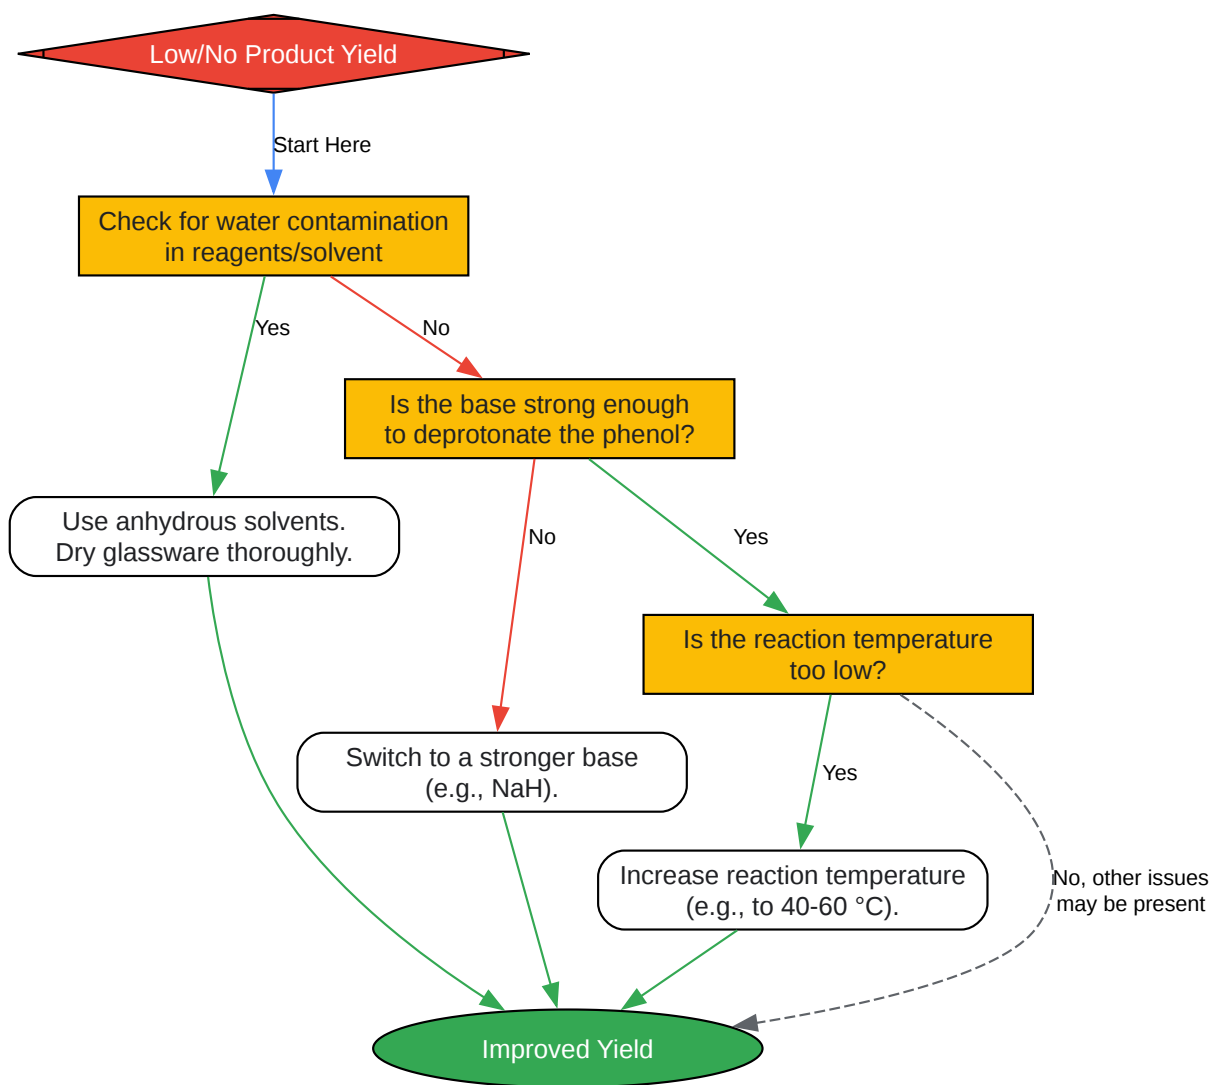 Low/No Product Yield
Start Here
Check for water contamination
in reagents/solvent
Yes
No
Is the base strong enough
to deprotonate the phenol?
Use anhydrous solvents.
Dry glassware thoroughly.
No
Yes
Is the reaction temperature
too low?
Switch to a stronger base
(e.g., NaH).
Yes
Increase reaction temperature
(e.g., to 40-60 °C).
No, other issues
may be present
Improved Yield